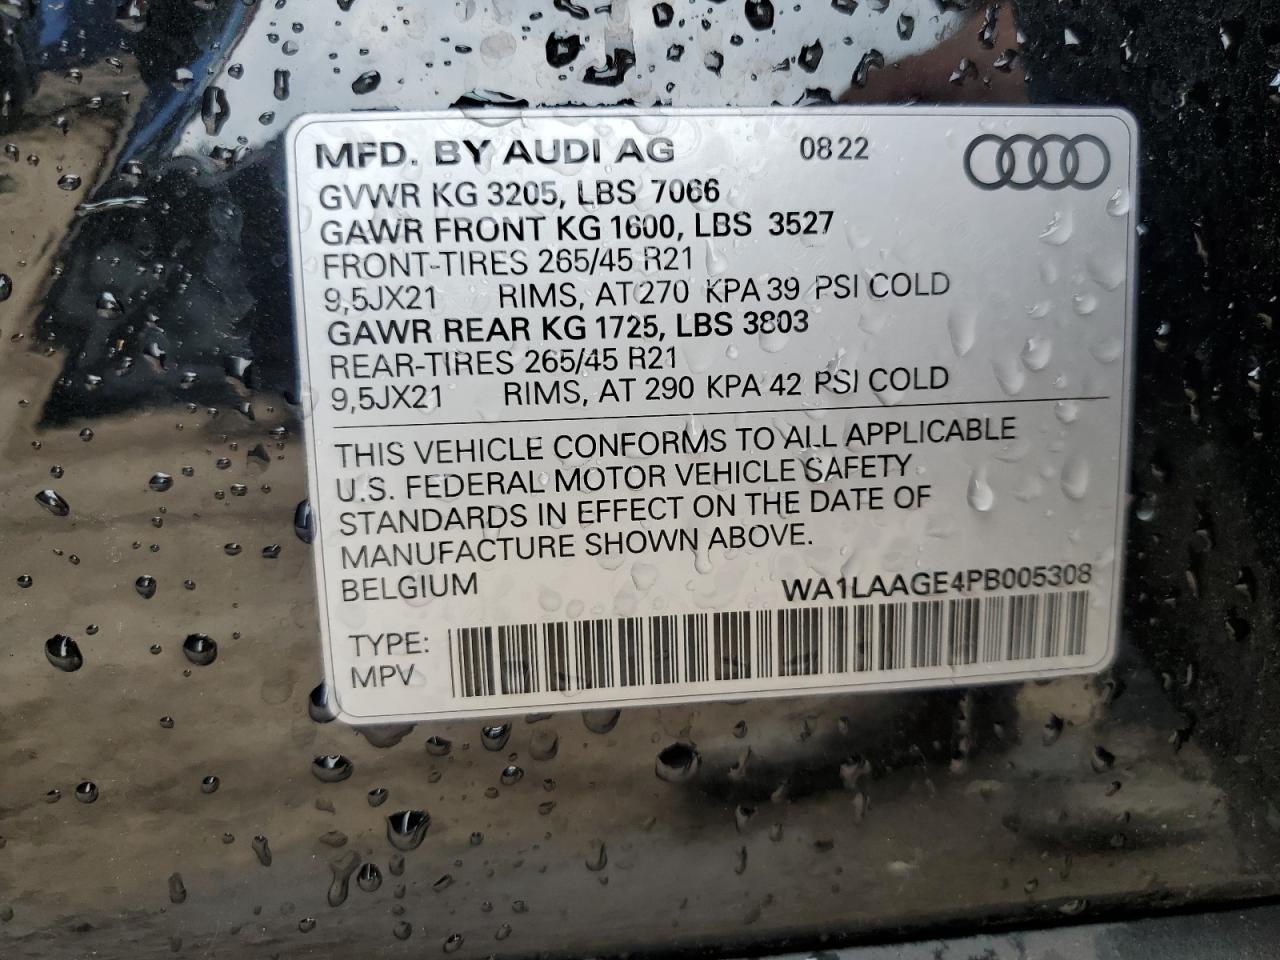 MFD. BY AUDI AG 0822
GVWR KG 3205, LBS 7066
GAWR FRONT KG 1600, LBS 3527
FRONT-TIRES 265/45 R21
9,5JX21 RIMS, AT 270 KPA 39 PSI COLD
GAWR REAR KG 1725, LBS 3803
REAR-TIRES 265/45 R21
9,5JX21 RIMS, AT 290 KPA 42 PSI COLD
THIS VEHICLE CONFORMS TO ALL APPLICABLE
U.S. FEDERAL MOTOR VEHICLE SAFETY
STANDARDS IN EFFECT ON THE DATE OF
MANUFACTURE SHOWN ABOVE.
BELGIUM WA1LAAGE4PB005308
TYPE:
MPV